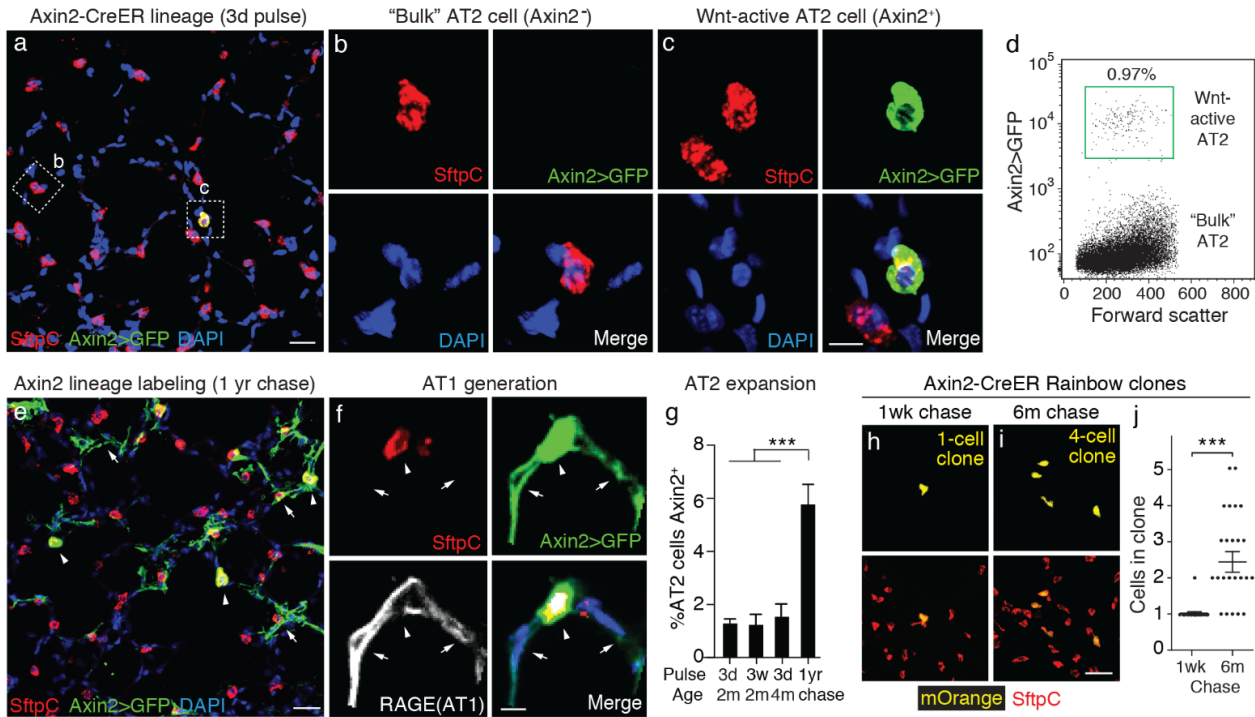 Axin2-CreER lineage (3d pulse)
"Bulk" AT2 cell (Axin2⁻)
Wnt-active AT2 cell (Axin2⁺)
a
b
c
SftpC Axin2>GFP DAPI
b
SftpC
Axin2>GFP
DAPI
Merge
c
SftpC
Axin2>GFP
DAPI
Merge
d
10⁵
10⁴
10³
10²
0.97%
Wnt-
active
AT2
"Bulk"
AT2
Axin2>GFP
0 200 400 600 800
Forward scatter
Axin2 lineage labeling (1 yr chase)
e
SftpC Axin2>GFP DAPI
AT1 generation
f
SftpC
Axin2>GFP
RAGE(AT1)
Merge
AT2 expansion
g
***
%AT2 cells Axin2⁺
8
6
4
2
0
Pulse 3d 3w 3d 1yr
Age 2m 2m 4m chase
Axin2-CreER Rainbow clones
1wk chase
6m chase
h
1-cell
clone
i
4-cell
clone
mOrange SftpC
j
***
Cells in clone
5
4
3
2
1
0
1wk 6m
Chase